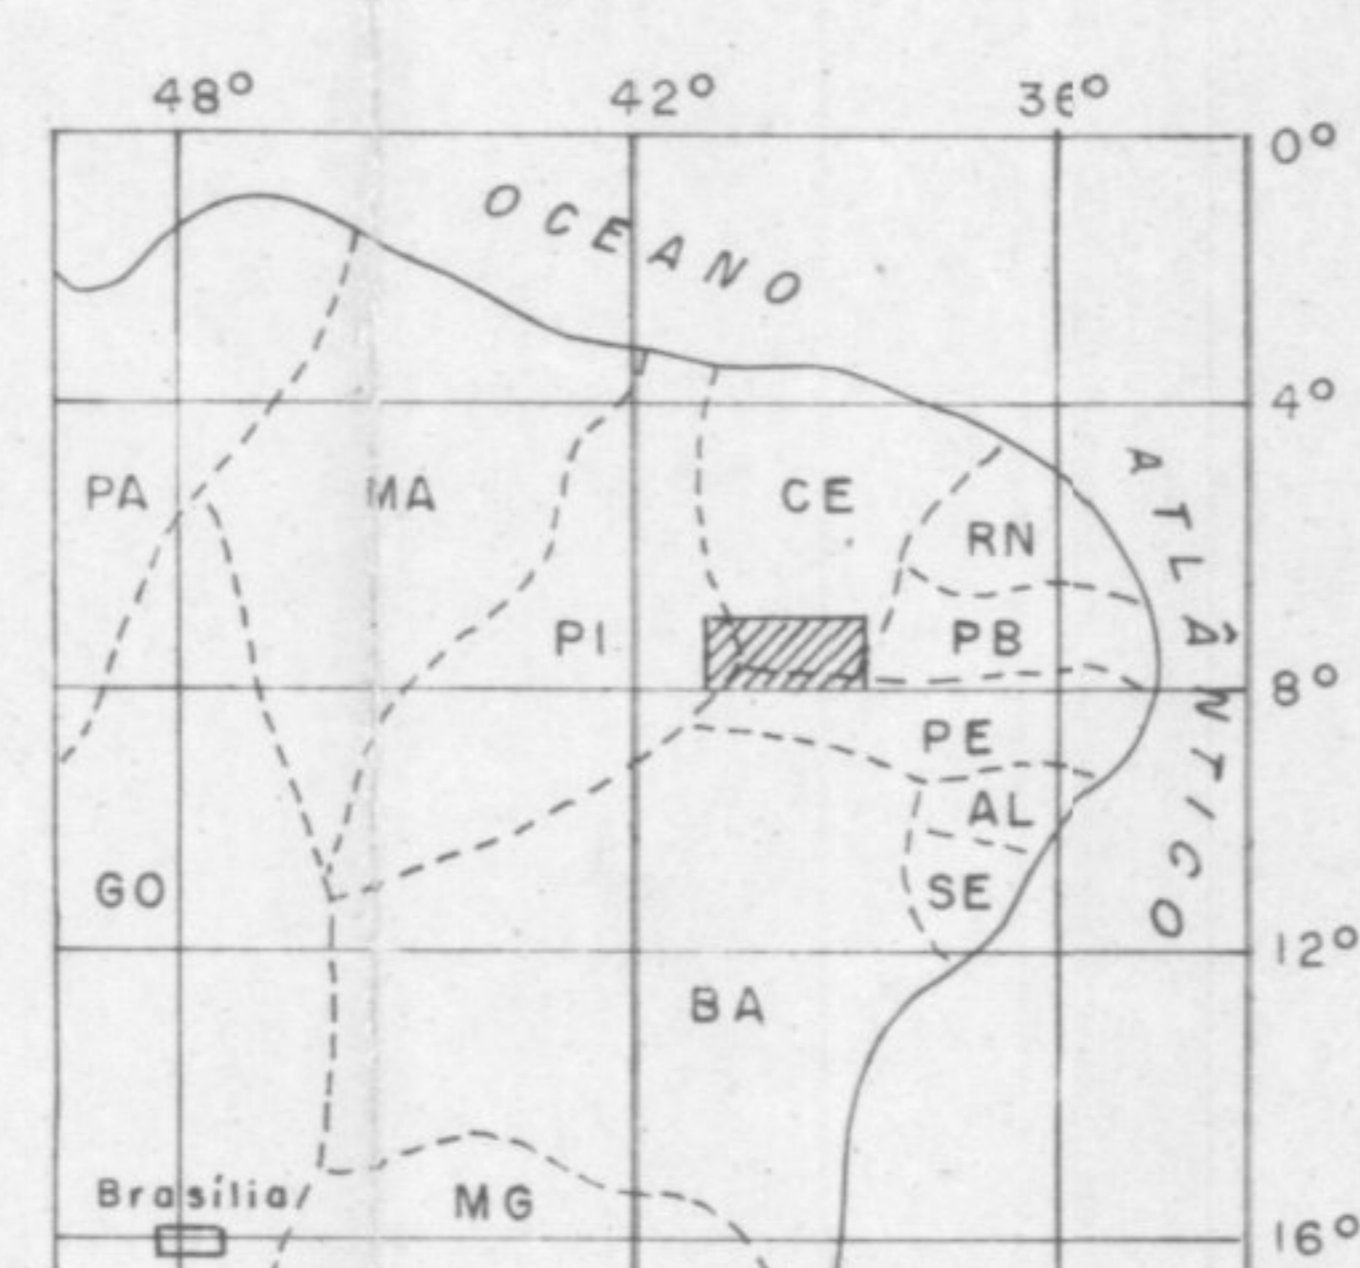 48° 42° 36°
0°
OCEANO
4°
ATLÂNTICO
PA MA CE RN
PI PB
8°
PE
AL
GO SE
12°
BA
Brasília MG
16°